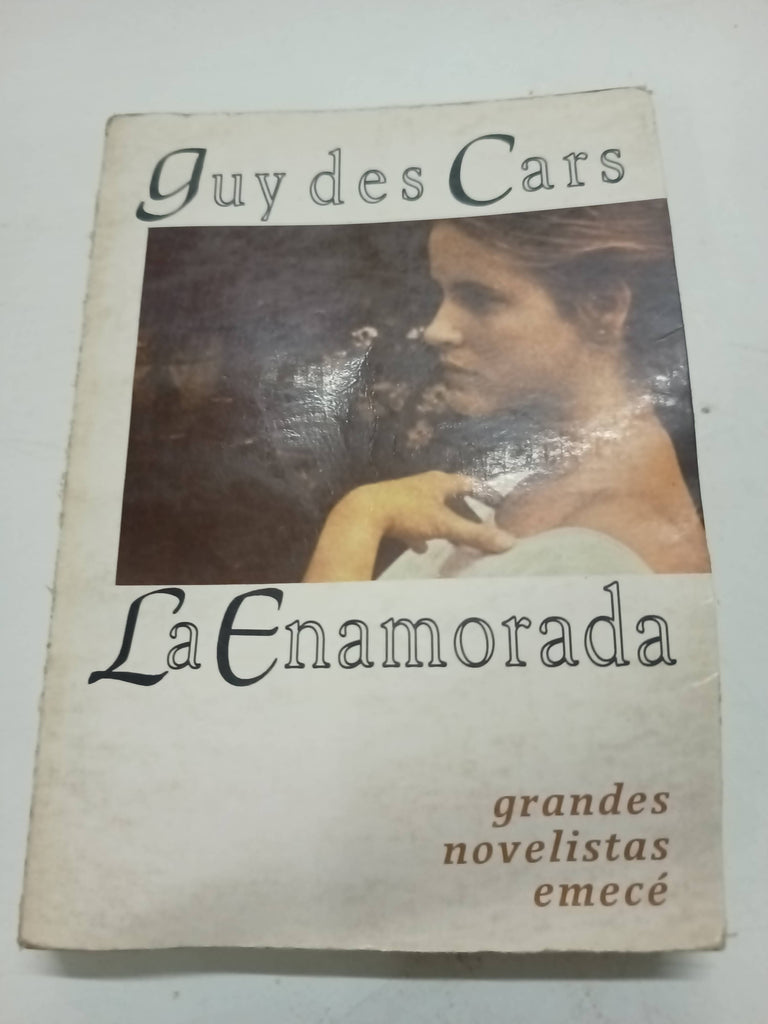 guy des Cars
La Enamorada
grandes
novelistas
emecé